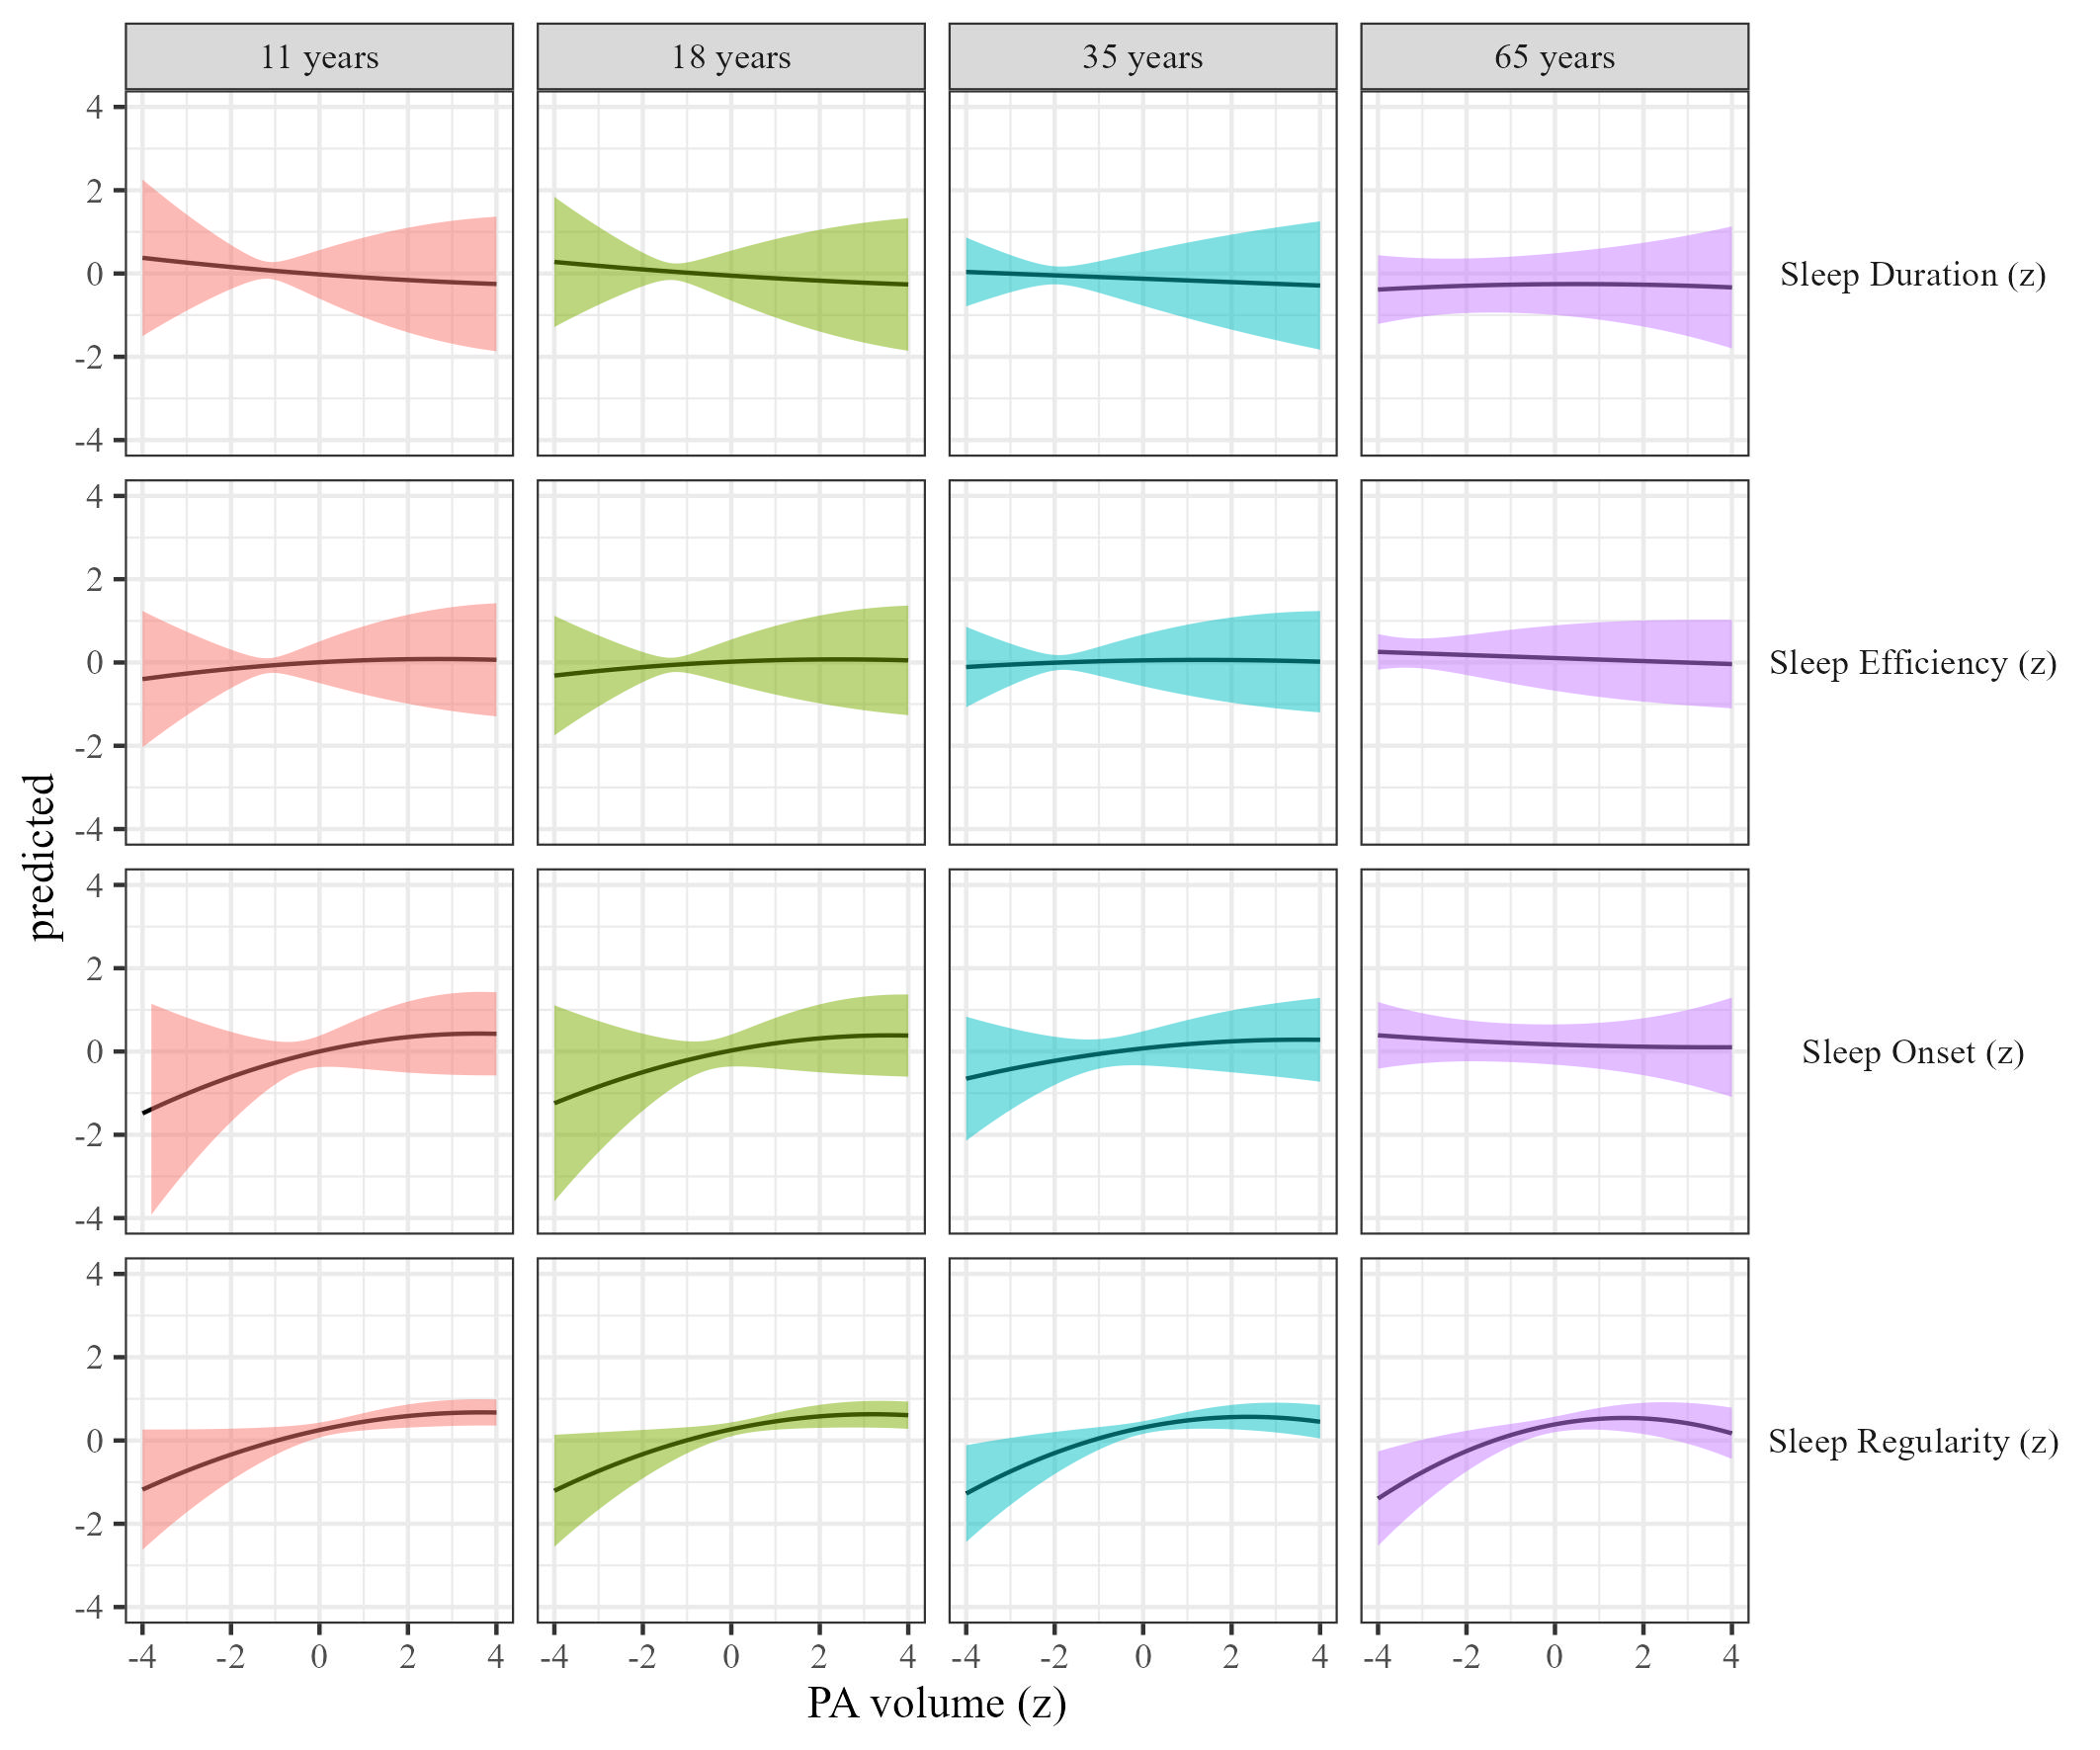 11 years 18 years 35 years 65 years
4
2
0
-2
-4
Sleep Duration (z)
4
2
0
-2
-4
Sleep Efficiency (z)
predicted
4
2
0
-2
-4
Sleep Onset (z)
4
2
0
-2
-4
Sleep Regularity (z)
-4 -2 0 2 4 -4 -2 0 2 4 -4 -2 0 2 4 -4 -2 0 2 4
PA volume (z)